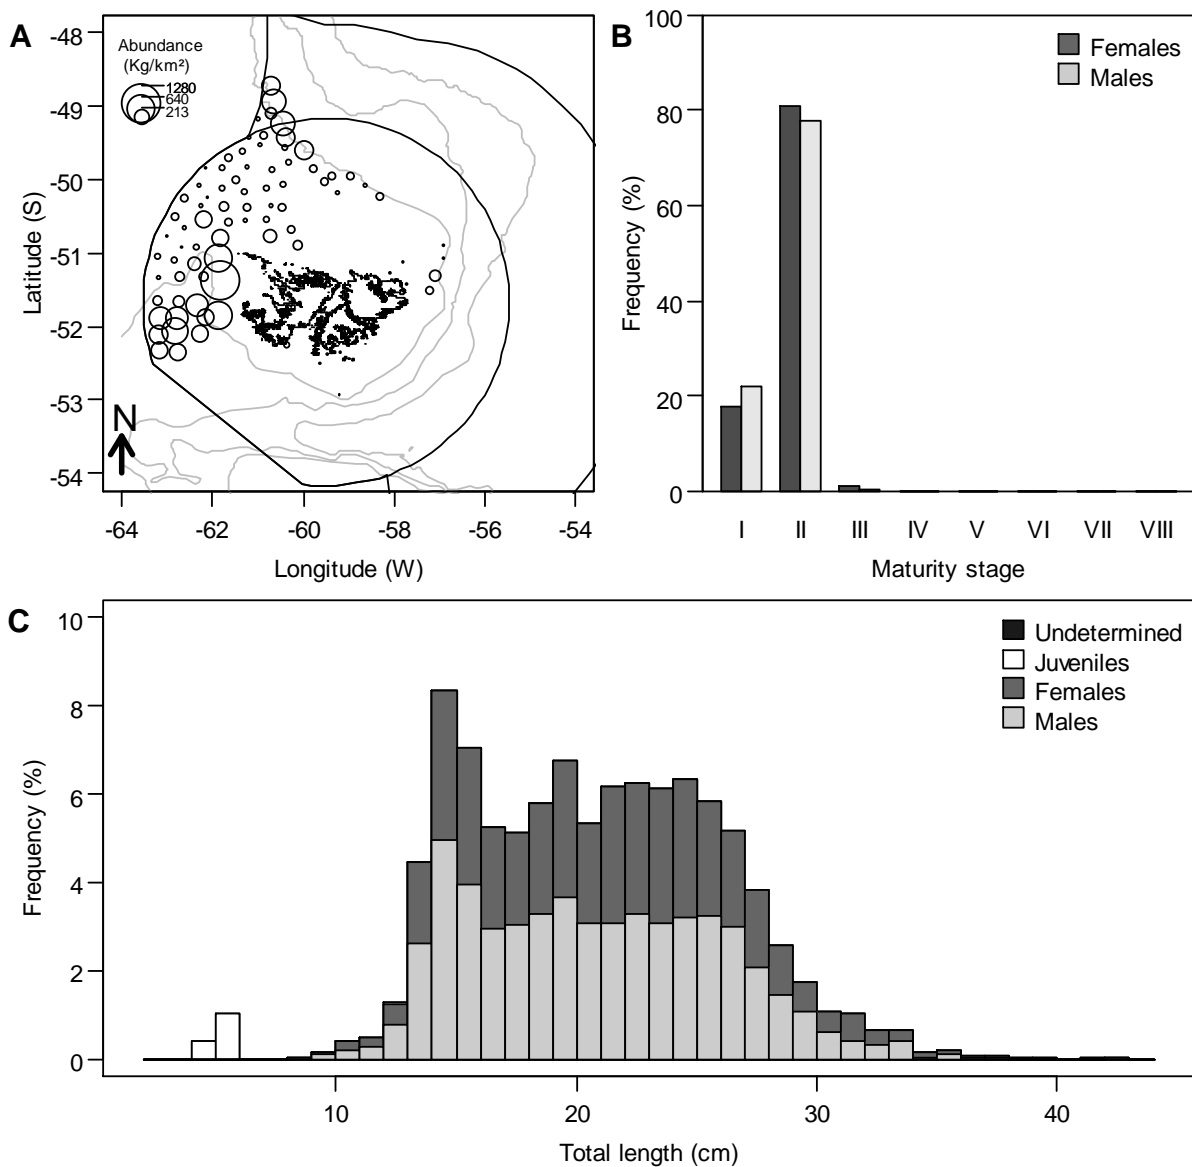 A
Abundance
(Kg/km²)
1280
640
213
-48
-49
-50
-51
-52
-53
-54
Latitude (S)
N
-64
-62
-60
-58
-56
-54
Longitude (W)
B
100
80
60
40
20
0
Frequency (%)
Females
Males
I
II
III
IV
V
VI
VII
VIII
Maturity stage
C
10
8
6
4
2
0
Frequency (%)
Undetermined
Juveniles
Females
Males
10
20
30
40
Total length (cm)